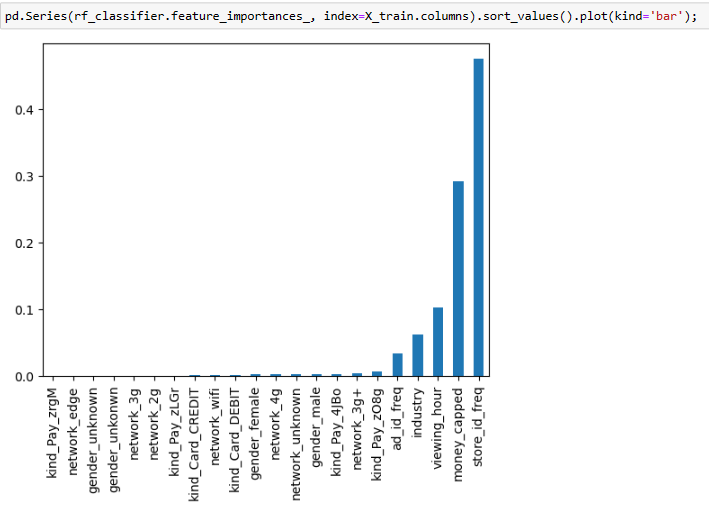 pd.Series(rf_classifier.feature_importances_, index=X_train.columns).sort_values().plot(kind='bar');
0.4
0.3
0.2
0.1
0.0
kind_Pay_zrgM
network_edge
gender_unknown
gender_unkonwn
network_3g
network_2g
kind_Pay_zLGr
kind_Card_CREDIT
network_wifi
kind_Card_DEBIT
gender_female
network_4g
network_unknown
gender_male
kind_Pay_4JBo
network_3g+
kind_Pay_zO8g
ad_id_freq
industry
viewing_hour
money_capped
store_id_freq